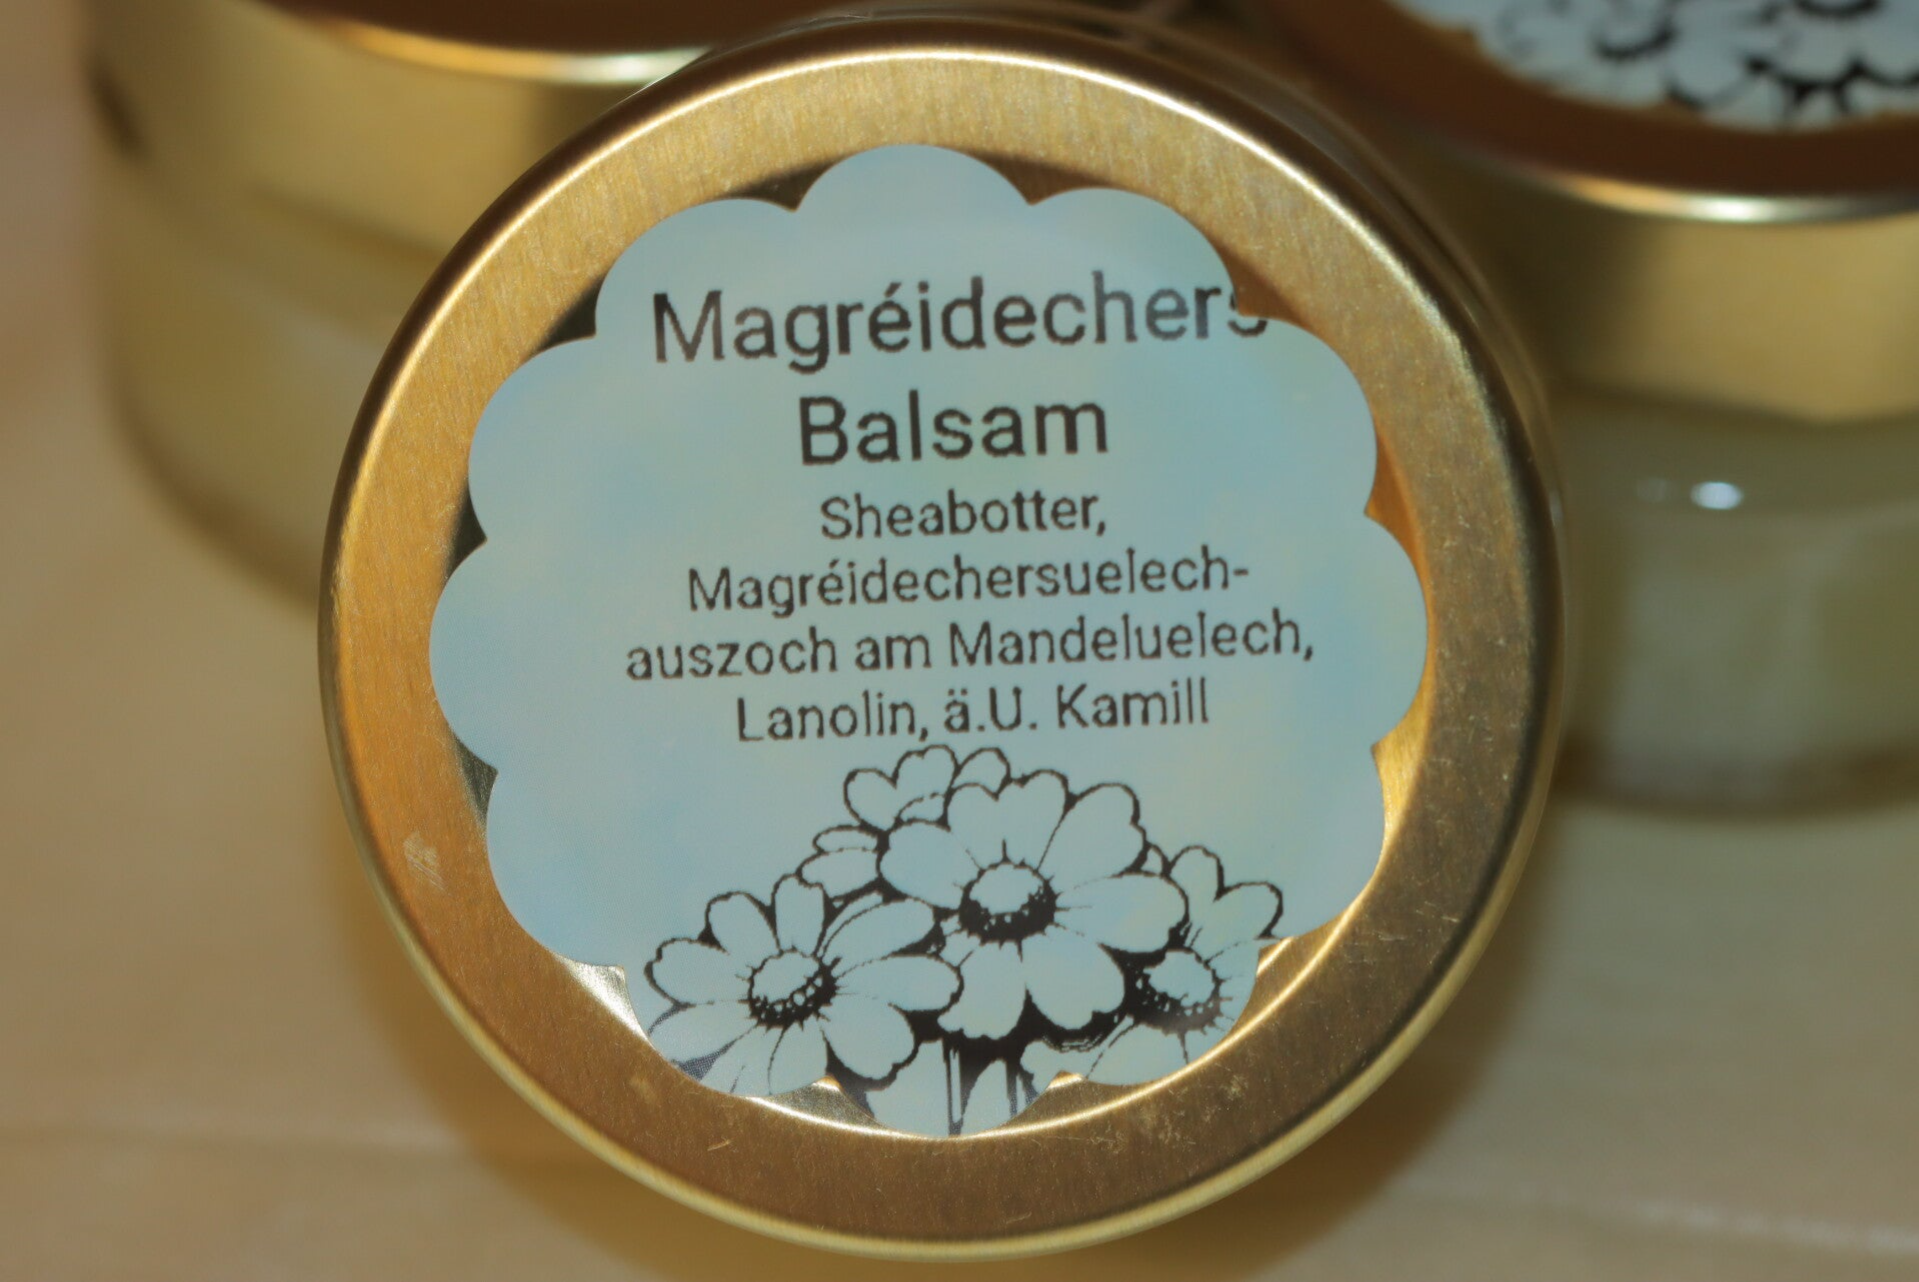 Magréidechers
Balsam
Sheabotter,
Magréidechersuelech-
auszoch am Mandeluelech,
Lanolin, ä.U. Kamill